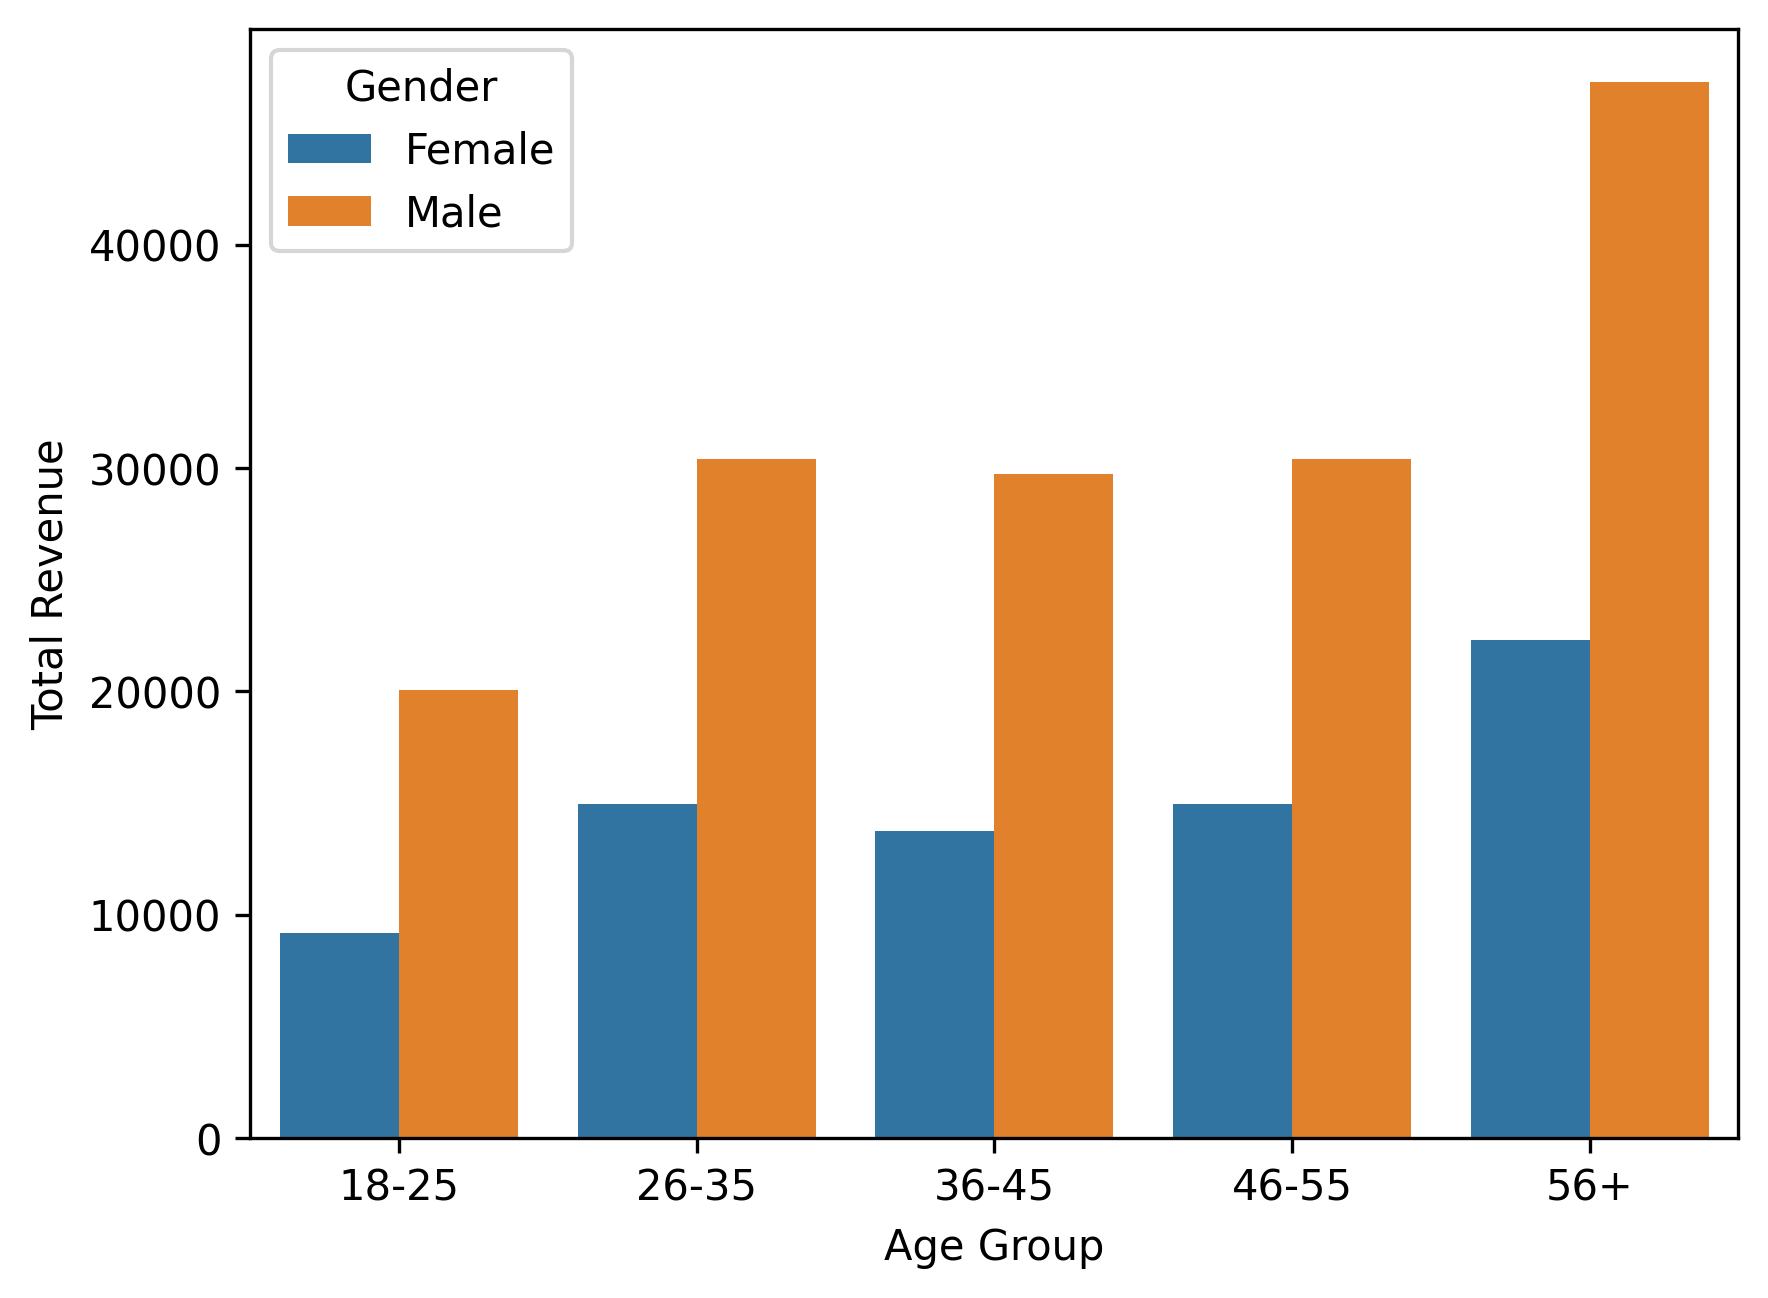 Gender
Female
Male
40000
30000
20000
10000
0
Total Revenue
18-25 26-35 36-45 46-55 56+
Age Group